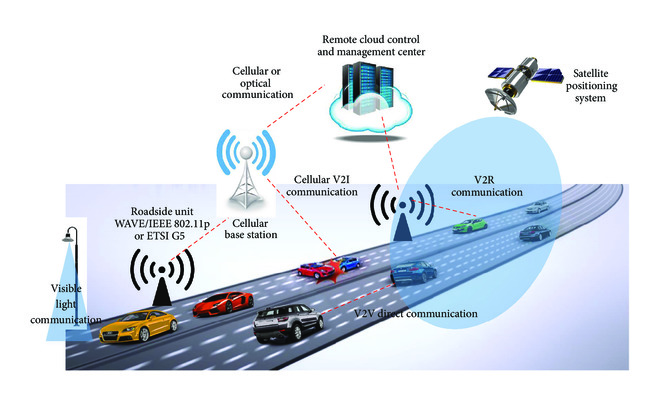 Remote cloud control
and management center
Cellular or
optical
communication
Satellite
positioning
system
Cellular V2I
communication
V2R
communication
Roadside unit
WAVE/IEEE 802.11p
or ETSI G5
Cellular
base station
Visible
light
communication
V2V direct communication